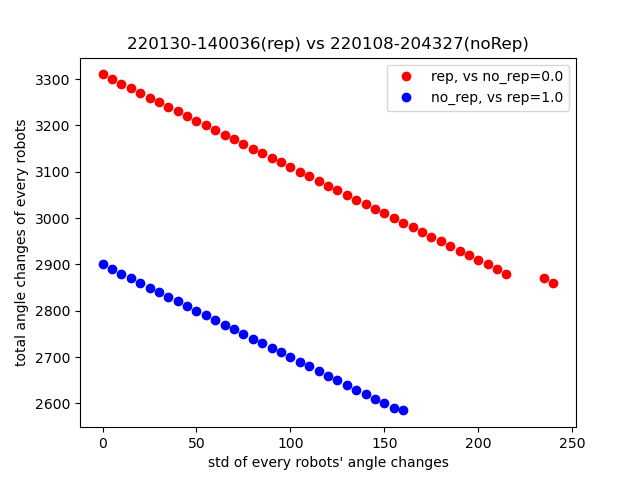 220130-140036(rep) vs 220108-204327(noRep)
rep, vs no_rep=0.0
no_rep, vs rep=1.0
total angle changes of every robots
3300
3200
3100
3000
2900
2800
2700
2600
0 50 100 150 200 250
std of every robots' angle changes